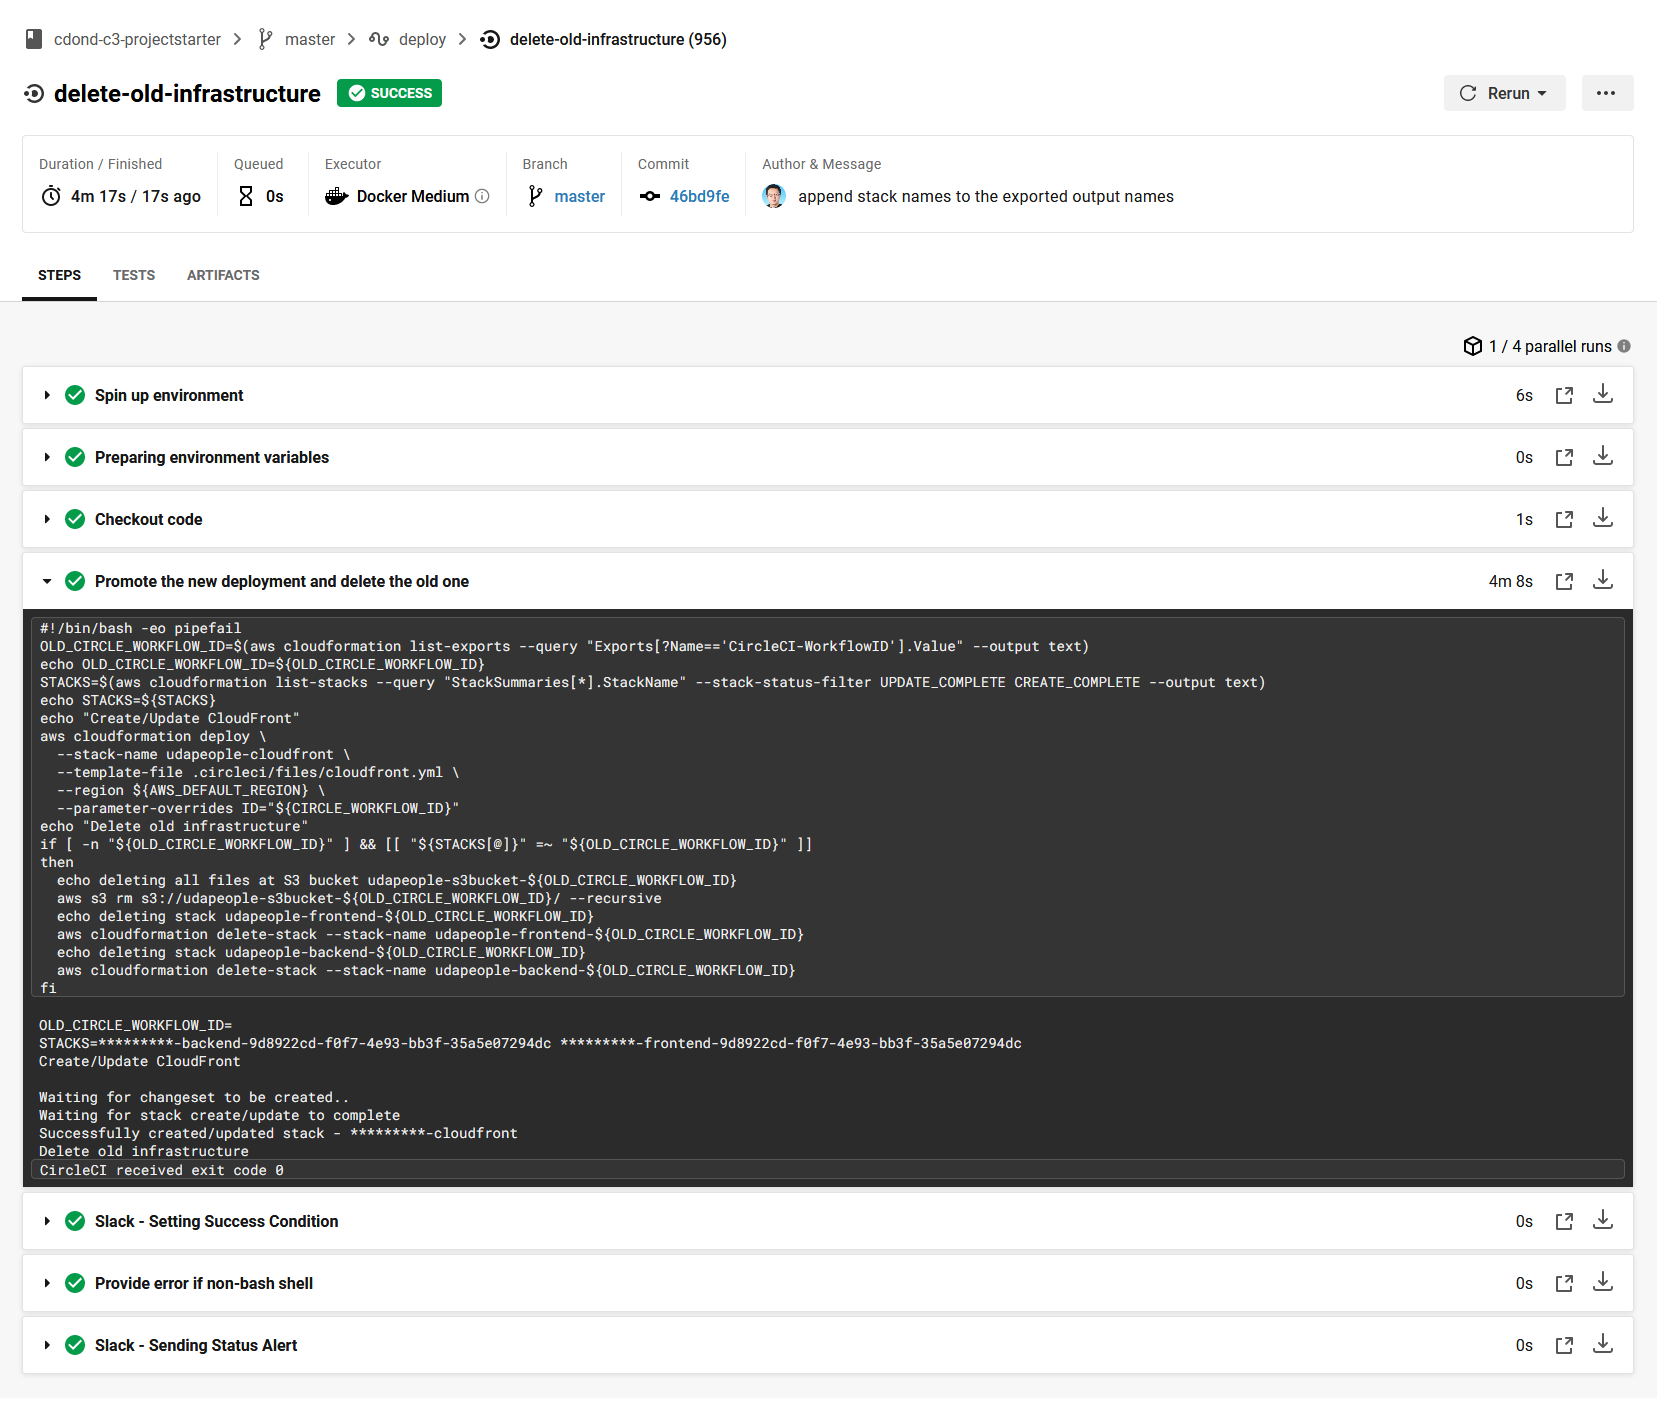 cdond-c3-projectstarter > master > deploy > delete-old-infrastructure (956)
delete-old-infrastructure SUCCESS Rerun
Duration / Finished Queued Executor Branch Commit Author & Message
4m 17s / 17s ago 0s Docker Medium master 46bd9fe append stack names to the exported output names
STEPS TESTS ARTIFACTS
1 / 4 parallel runs
Spin up environment 6s
Preparing environment variables 0s
Checkout code 1s
Promote the new deployment and delete the old one 4m 8s
#!/bin/bash -eo pipefail
OLD_CIRCLE_WORKFLOW_ID=$(aws cloudformation list-exports --query "Exports[?Name=='CircleCI-WorkflowID'].Value" --output text)
echo OLD_CIRCLE_WORKFLOW_ID=${OLD_CIRCLE_WORKFLOW_ID}
STACKS=$(aws cloudformation list-stacks --query "StackSummaries[*].StackName" --stack-status-filter UPDATE_COMPLETE CREATE_COMPLETE --output text)
echo STACKS=${STACKS}
echo "Create/Update CloudFront"
aws cloudformation deploy \
  --stack-name udapeople-cloudfront \
  --template-file .circleci/files/cloudfront.yml \
  --region ${AWS_DEFAULT_REGION} \
  --parameter-overrides ID="${CIRCLE_WORKFLOW_ID}"
echo "Delete old infrastructure"
if [ -n "${OLD_CIRCLE_WORKFLOW_ID}" ] && [[ "${STACKS[@]}" =~ "${OLD_CIRCLE_WORKFLOW_ID}" ]]
then
  echo deleting all files at S3 bucket udapeople-s3bucket-${OLD_CIRCLE_WORKFLOW_ID}
  aws s3 rm s3://udapeople-s3bucket-${OLD_CIRCLE_WORKFLOW_ID}/ --recursive
  echo deleting stack udapeople-frontend-${OLD_CIRCLE_WORKFLOW_ID}
  aws cloudformation delete-stack --stack-name udapeople-frontend-${OLD_CIRCLE_WORKFLOW_ID}
  echo deleting stack udapeople-backend-${OLD_CIRCLE_WORKFLOW_ID}
  aws cloudformation delete-stack --stack-name udapeople-backend-${OLD_CIRCLE_WORKFLOW_ID}
fi
OLD_CIRCLE_WORKFLOW_ID=
STACKS=*********-backend-9d8922cd-f0f7-4e93-bb3f-35a5e07294dc *********-frontend-9d8922cd-f0f7-4e93-bb3f-35a5e07294dc
Create/Update CloudFront
Waiting for changeset to be created..
Waiting for stack create/update to complete
Successfully created/updated stack - *********-cloudfront
Delete old infrastructure
CircleCI received exit code 0
Slack - Setting Success Condition 0s
Provide error if non-bash shell 0s
Slack - Sending Status Alert 0s